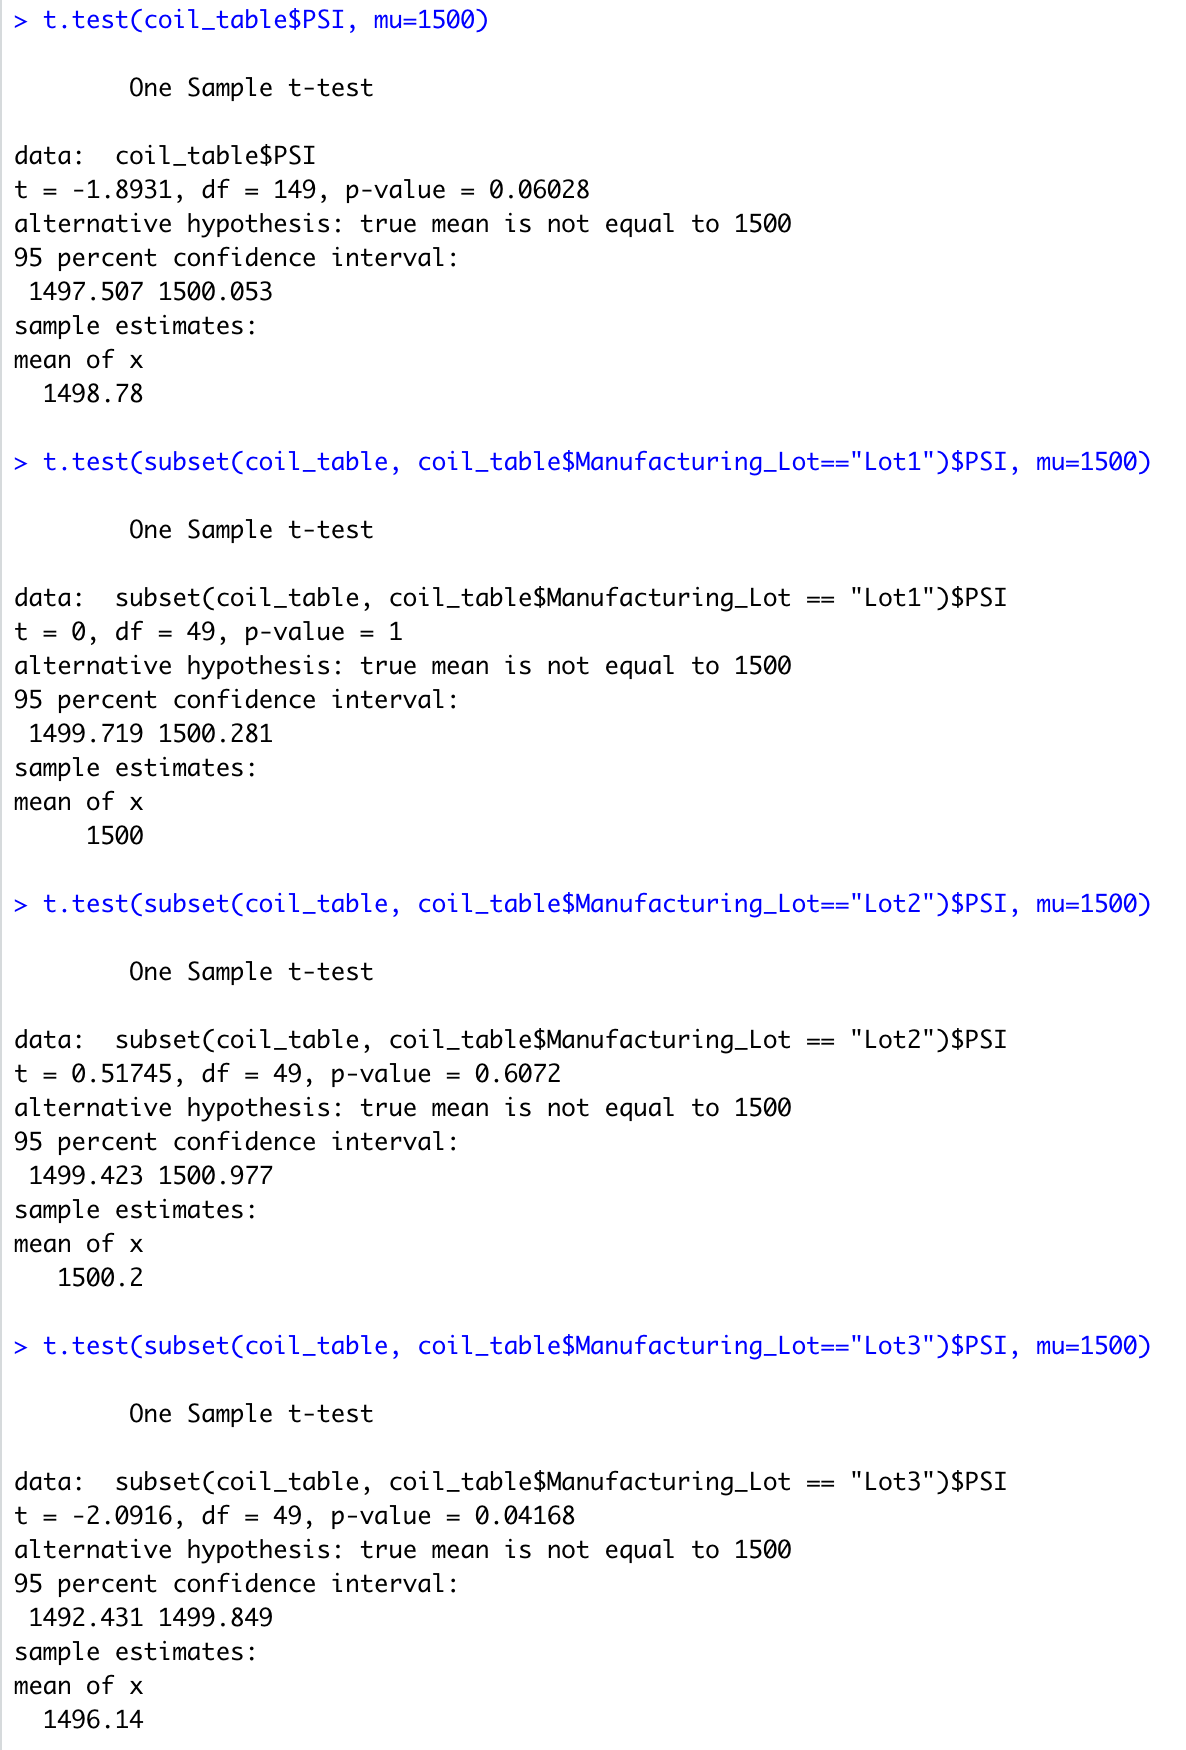 > t.test(coil_table$PSI, mu=1500)
One Sample t-test
data:  coil_table$PSI
t = -1.8931, df = 149, p-value = 0.06028
alternative hypothesis: true mean is not equal to 1500
95 percent confidence interval:
1497.507 1500.053
sample estimates:
mean of x
1498.78
> t.test(subset(coil_table, coil_table$Manufacturing_Lot=="Lot1")$PSI, mu=1500)
One Sample t-test
data:  subset(coil_table, coil_table$Manufacturing_Lot == "Lot1")$PSI
t = 0, df = 49, p-value = 1
alternative hypothesis: true mean is not equal to 1500
95 percent confidence interval:
1499.719 1500.281
sample estimates:
mean of x
1500
> t.test(subset(coil_table, coil_table$Manufacturing_Lot=="Lot2")$PSI, mu=1500)
One Sample t-test
data:  subset(coil_table, coil_table$Manufacturing_Lot == "Lot2")$PSI
t = 0.51745, df = 49, p-value = 0.6072
alternative hypothesis: true mean is not equal to 1500
95 percent confidence interval:
1499.423 1500.977
sample estimates:
mean of x
1500.2
> t.test(subset(coil_table, coil_table$Manufacturing_Lot=="Lot3")$PSI, mu=1500)
One Sample t-test
data:  subset(coil_table, coil_table$Manufacturing_Lot == "Lot3")$PSI
t = -2.0916, df = 49, p-value = 0.04168
alternative hypothesis: true mean is not equal to 1500
95 percent confidence interval:
1492.431 1499.849
sample estimates:
mean of x
1496.14